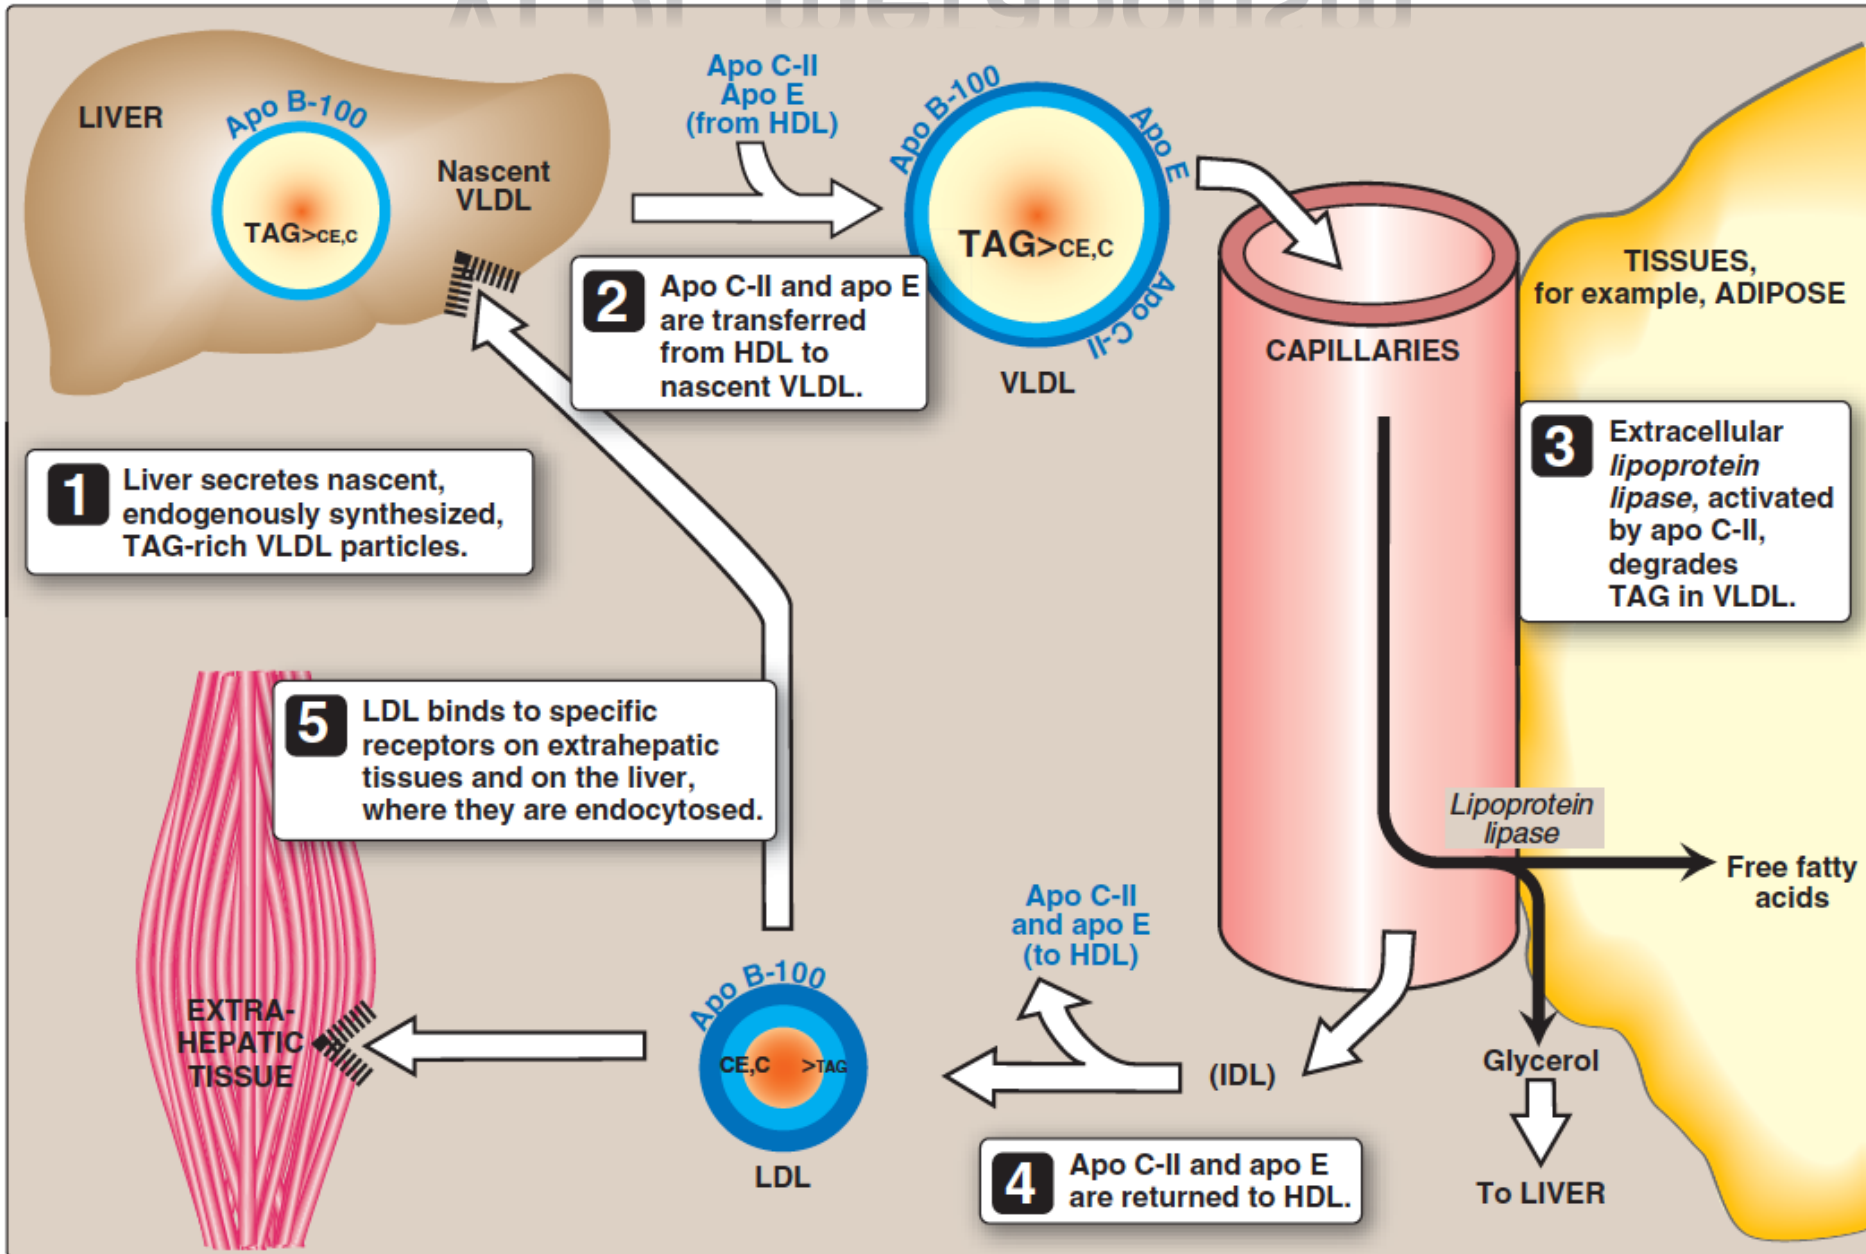 LIVER
Apo B-100
TAG>CE,C
Nascent
VLDL
Apo C-II
Apo E
(from HDL)
Apo B-100
Apo E
Apo C-II
TAG>CE,C
VLDL
CAPILLARIES
TISSUES,
for example, ADIPOSE
1
Liver secretes nascent,
endogenously synthesized,
TAG-rich VLDL particles.
2
Apo C-II and apo E
are transferred
from HDL to
nascent VLDL.
3
Extracellular
lipoprotein
lipase, activated
by apo C-II,
degrades
TAG in VLDL.
Lipoprotein
lipase
Free fatty
acids
Glycerol
To LIVER
(IDL)
Apo C-II
and apo E
(to HDL)
4
Apo C-II and apo E
are returned to HDL.
Apo B-100
CE,C >TAG
LDL
5
LDL binds to specific
receptors on extrahepatic
tissues and on the liver,
where they are endocytosed.
EXTRA-
HEPATIC
TISSUE